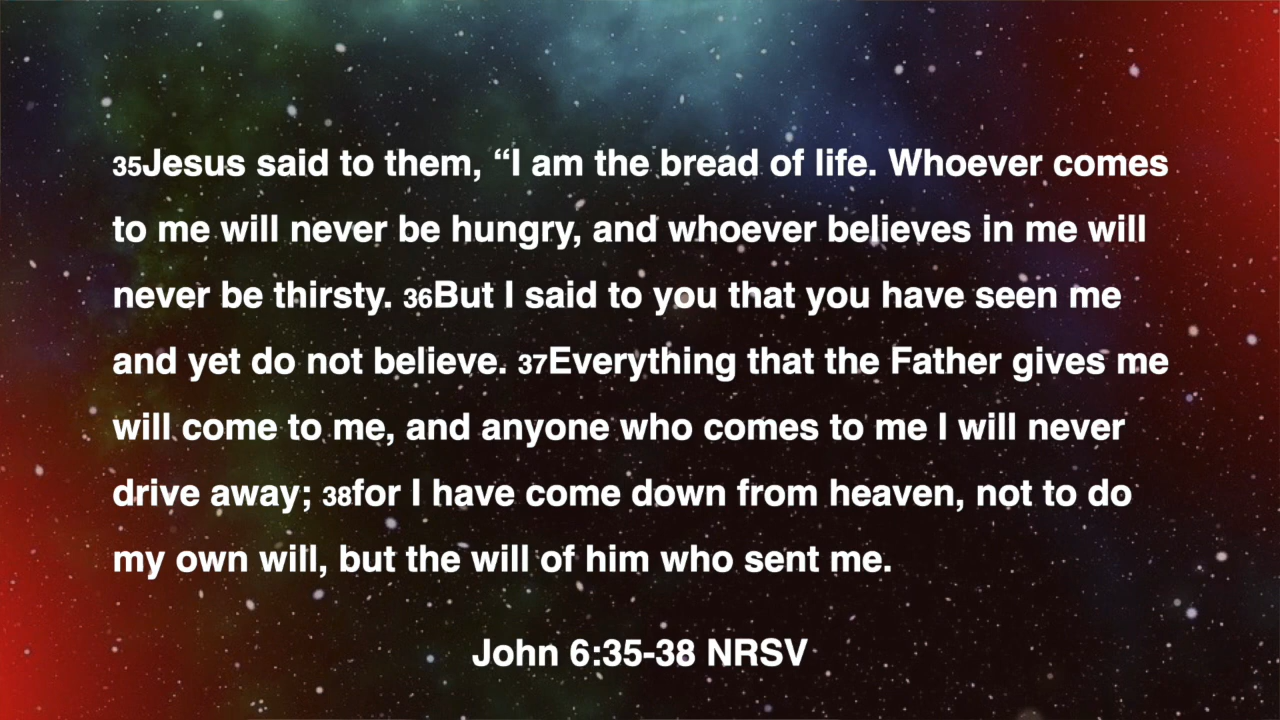 35Jesus said to them, “I am the bread of life. Whoever comes
to me will never be hungry, and whoever believes in me will
never be thirsty. 36But I said to you that you have seen me
and yet do not believe. 37Everything that the Father gives me
will come to me, and anyone who comes to me I will never
drive away; 38for I have come down from heaven, not to do
my own will, but the will of him who sent me.
John 6:35-38 NRSV